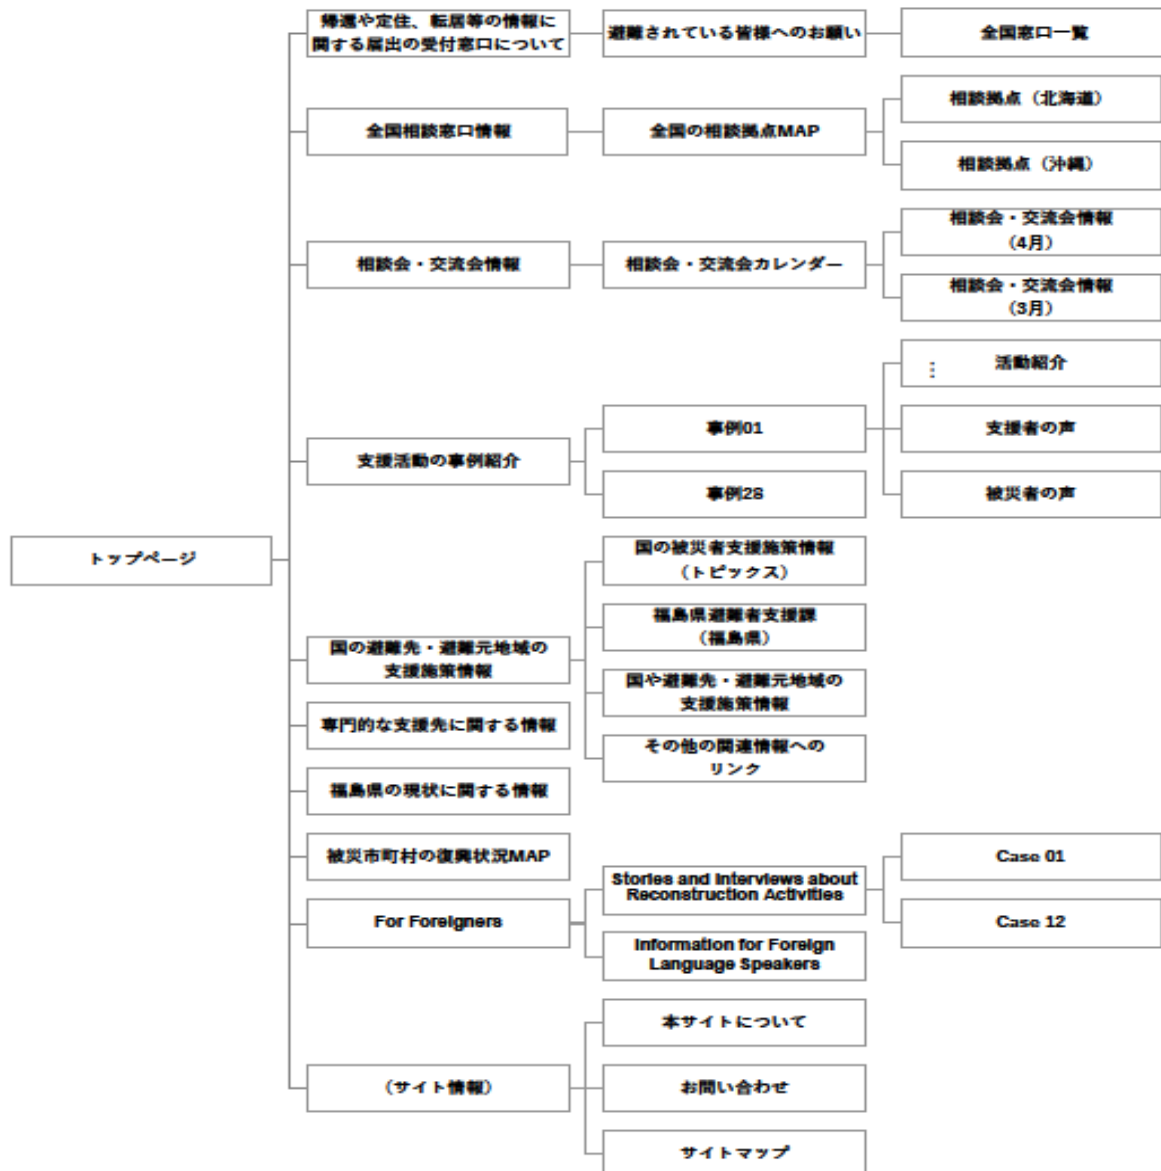 帰還や定住、転居等の情報に
関する届出の受付窓口について
避難されている皆様へのお願い
全国窓口一覧
全国相談窓口情報
全国の相談拠点MAP
相談拠点（北海道）
相談拠点（沖縄）
相談会・交流会情報
相談会・交流会カレンダー
相談会・交流会情報
（4月）
相談会・交流会情報
（3月）
支援活動の事例紹介
事例01
⋮ 活動紹介
支援者の声
被災者の声
事例28
トップページ
国の避難先・避難元地域の
支援施策情報
国の被災者支援施策情報
（トピックス）
福島県避難者支援課
（福島県）
国や避難先・避難元地域の
支援施策情報
その他の関連情報への
リンク
専門的な支援先に関する情報
福島県の現状に関する情報
被災市町村の復興状況MAP
For Foreigners
Stories and Interviews about
Reconstruction Activities
Case 01
Case 12
Information for Foreign
Language Speakers
（サイト情報）
本サイトについて
お問い合わせ
サイトマップ